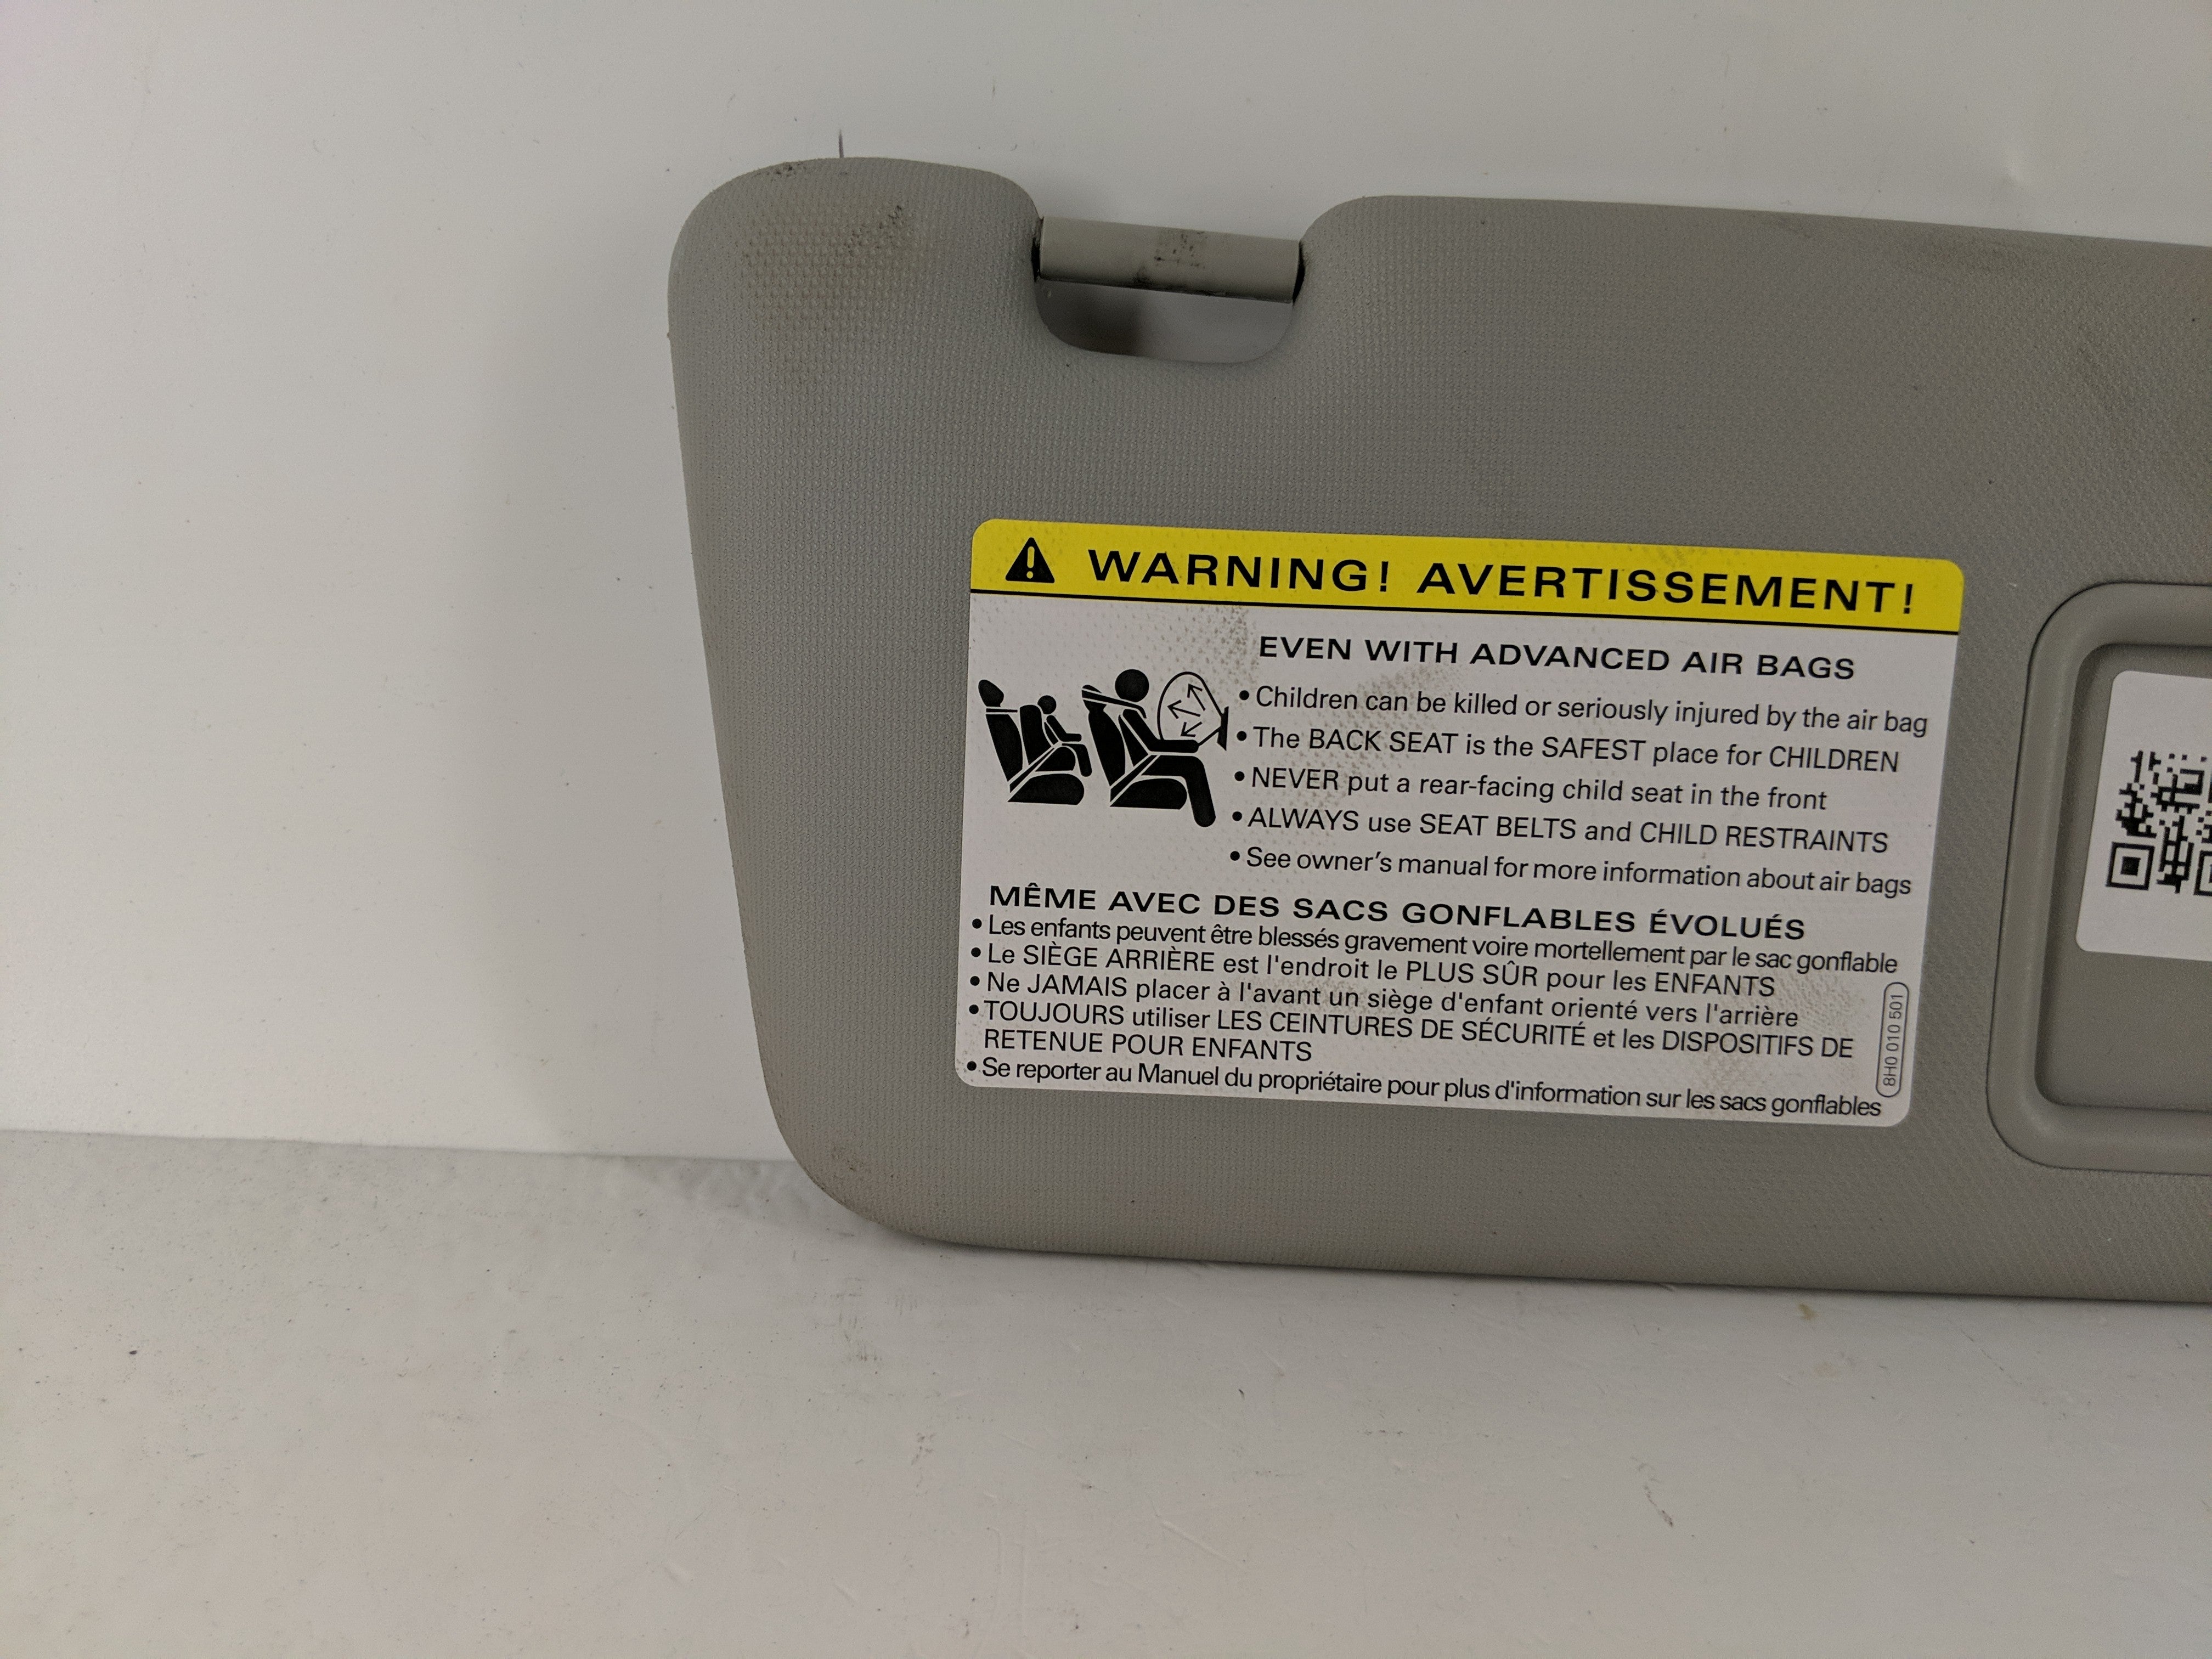 WARNING! AVERTISSEMENT!
EVEN WITH ADVANCED AIR BAGS
• Children can be killed or seriously injured by the air bag
• The BACK SEAT is the SAFEST place for CHILDREN
• NEVER put a rear-facing child seat in the front
• ALWAYS use SEAT BELTS and CHILD RESTRAINTS
• See owner's manual for more information about air bags
MÊME AVEC DES SACS GONFLABLES ÉVOLUÉS
• Les enfants peuvent être blessés gravement voire mortellement par le sac gonflable
• Le SIÈGE ARRIÈRE est l'endroit le PLUS SÛR pour les ENFANTS
• Ne JAMAIS placer à l'avant un siège d'enfant orienté vers l'arrière
• TOUJOURS utiliser LES CEINTURES DE SÉCURITÉ et les DISPOSITIFS DE
RETENUE POUR ENFANTS
• Se reporter au Manuel du propriétaire pour plus d'information sur les sacs gonflables
8H0 010 501